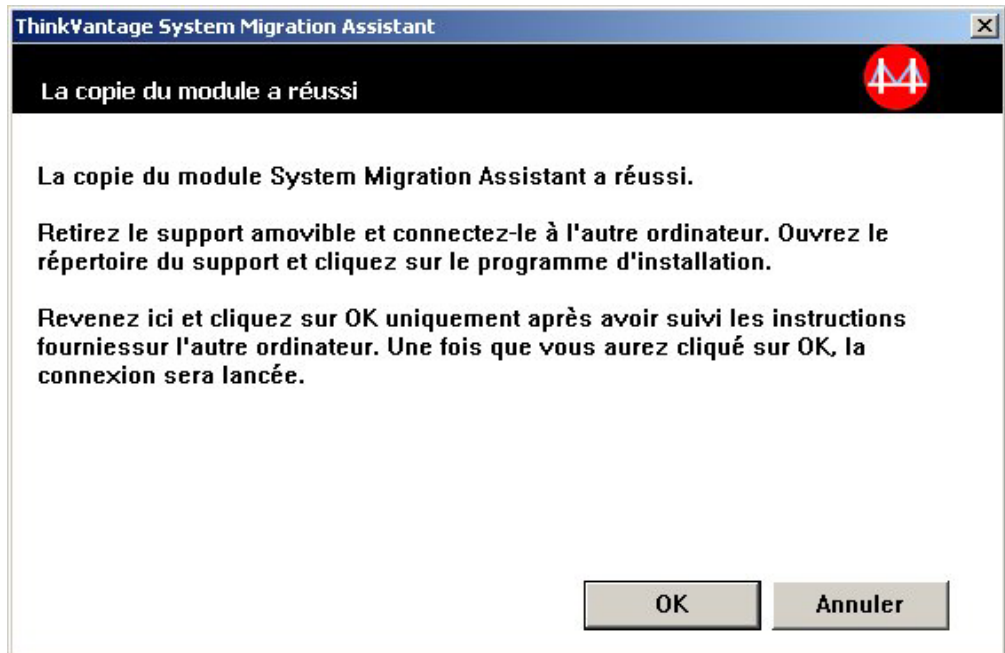 ThinkVantage System Migration Assistant
La copie du module a réussi
La copie du module System Migration Assistant a réussi.
Retirez le support amovible et connectez-le à l'autre ordinateur. Ouvrez le
répertoire du support et cliquez sur le programme d'installation.
Revenez ici et cliquez sur OK uniquement après avoir suivi les instructions
fourniessur l'autre ordinateur. Une fois que vous aurez cliqué sur OK, la
connexion sera lancée.
OK
Annuler